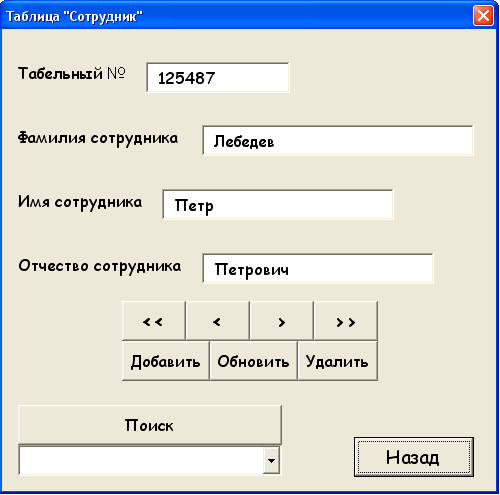 Таблица "Сотрудник"
Табельный № 125487
Фамилия сотрудника Лебедев
Имя сотрудника Петр
Отчество сотрудника Петрович
<< < > >>
Добавить Обновить Удалить
Поиск
Назад